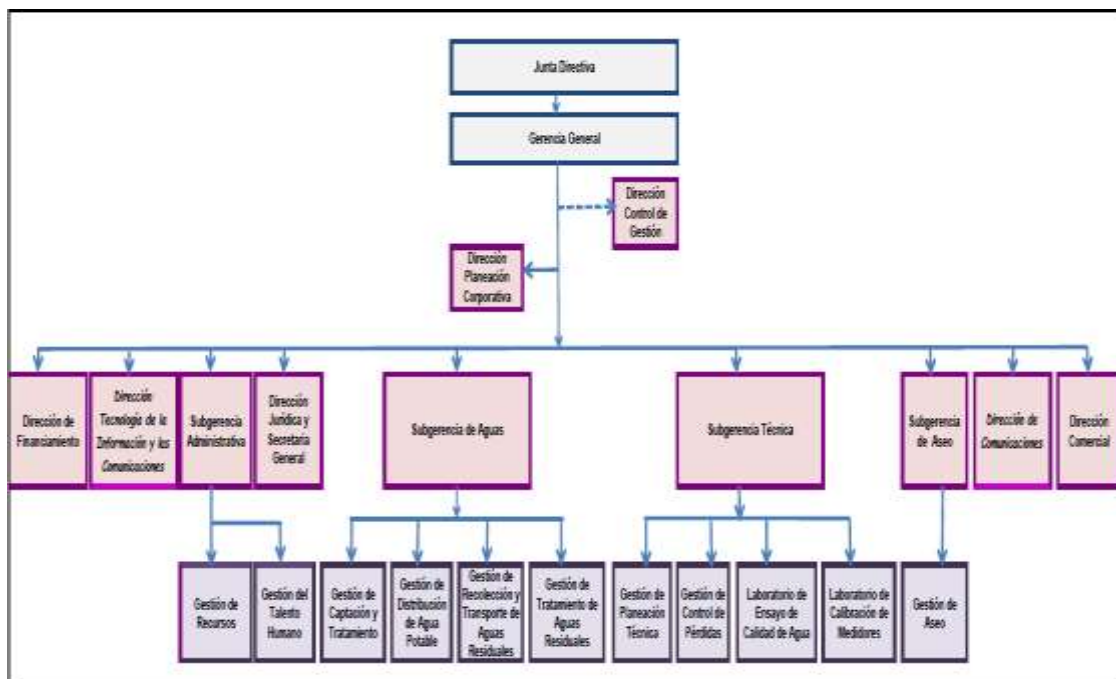 Junta Directiva
Gerencia General
Dirección
Control de
Gestión
Dirección
Planeación
Corporativa
Dirección de
Financiamiento
Dirección
Tecnología de la
Información y las
Comunicaciones
Subgerencia
Administrativa
Dirección
Jurídica y
Secretaria
General
Subgerencia de Aguas
Subgerencia Técnica
Subgerencia
de Aseo
Dirección de
Comunicaciones
Dirección
Comercial
Gestión de
Recursos
Gestión del
Talento
Humano
Gestión de
Captación y
Tratamiento
Gestión de
Distribución
de Agua
Potable
Gestión de
Recolección y
Transporte de
Aguas
Residuales
Gestión de
Tratamiento de
Aguas
Residuales
Gestión de
Planeación
Técnica
Gestión de
Control de
Pérdidas
Laboratorio de
Ensayo de
Calidad de Agua
Laboratorio de
Calibración de
Medidores
Gestión de
Aseo